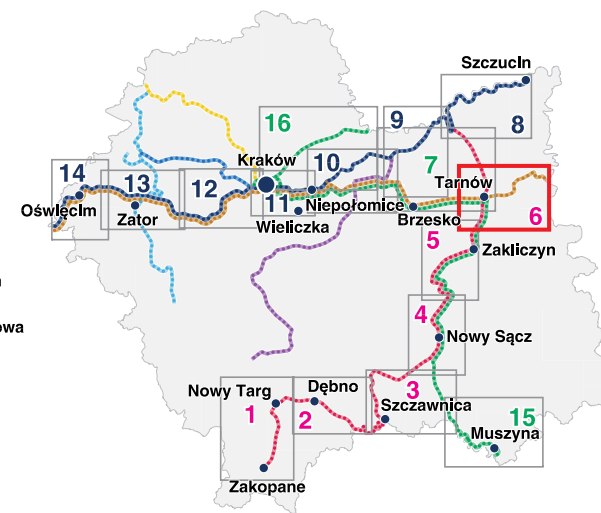 Szczucin
16
9
8
14
13
12
Kraków
10
7
Tarnów
Oświęcim
Zator
11
Niepołomice
Wieliczka
Brzesko
6
5
Zakliczyn
owa
4
Nowy Sącz
Nowy Targ
Dębno
3
1
2
Szczawnica
15
Muszyna
Zakopane